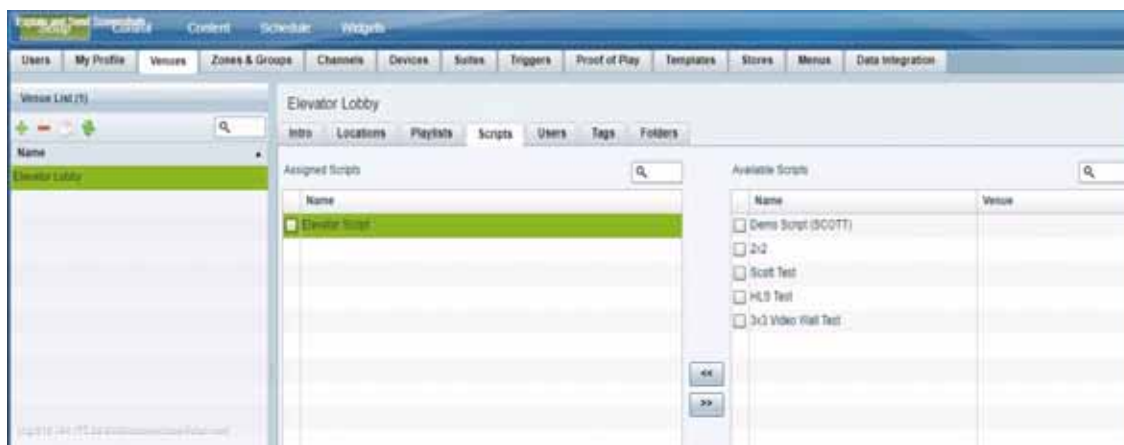 Setup Control Content Schedule Widgets
Users My Profile Venues Zones & Groups Channels Devices Suites Triggers Proof of Play Templates Stores Menus Data Integration
Venue List (1)
Elevator Lobby
Intro Locations Playlists Scripts Users Tags Folders
Name
Elevator Lobby
Assigned Scripts
Available Scripts
Name
Name Venue
Elevator Script
Demo Script (SCOTT)
2x2
Scott Test
HLS Test
3x3 Video Wall Test
<<
>>